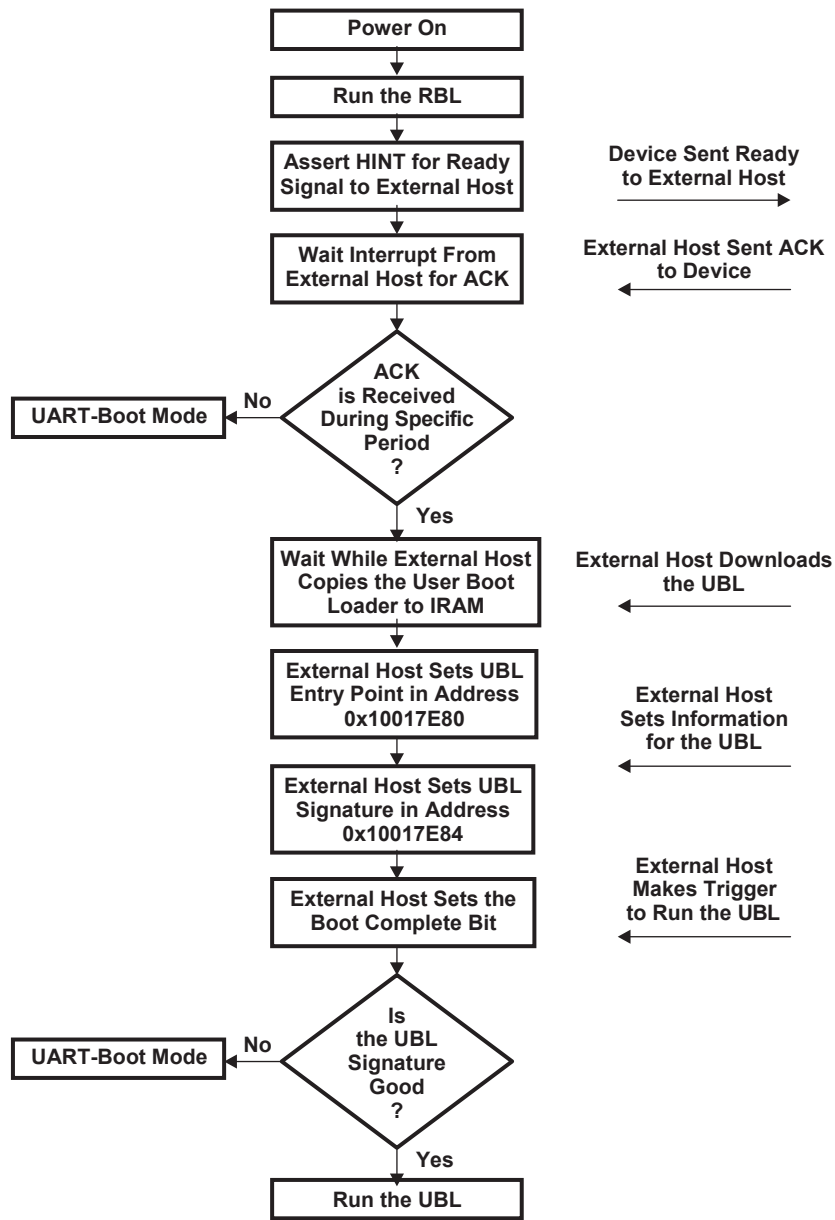 Power On
Run the RBL
Assert HINT for Ready
Signal to External Host
Device Sent Ready
to External Host
Wait Interrupt From
External Host for ACK
External Host Sent ACK
to Device
ACK
is Received
During Specific
Period
?
No
UART-Boot Mode
Yes
Wait While External Host
Copies the User Boot
Loader to IRAM
External Host Downloads
the UBL
External Host Sets UBL
Entry Point in Address
0x10017E80
External Host
Sets Information
for the UBL
External Host Sets UBL
Signature in Address
0x10017E84
External Host Sets the
Boot Complete Bit
External Host
Makes Trigger
to Run the UBL
Is
the UBL
Signature
Good
?
No
UART-Boot Mode
Yes
Run the UBL